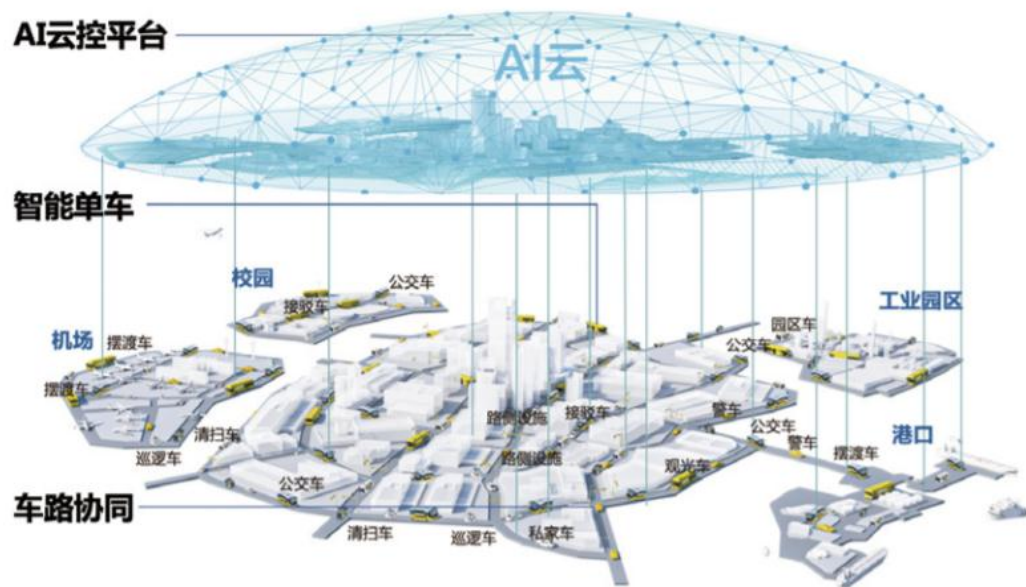 AI云控平台
AI云
智能单车
校园
公交车
接驳车
工业园区
机场
摆渡车
园区车
公交车
摆渡车
路侧设施
接驳车
警车
公交车
港口
清扫车
警车
摆渡车
巡逻车
路侧设施
观光车
公交车
车路协同
清扫车
巡逻车
私家车